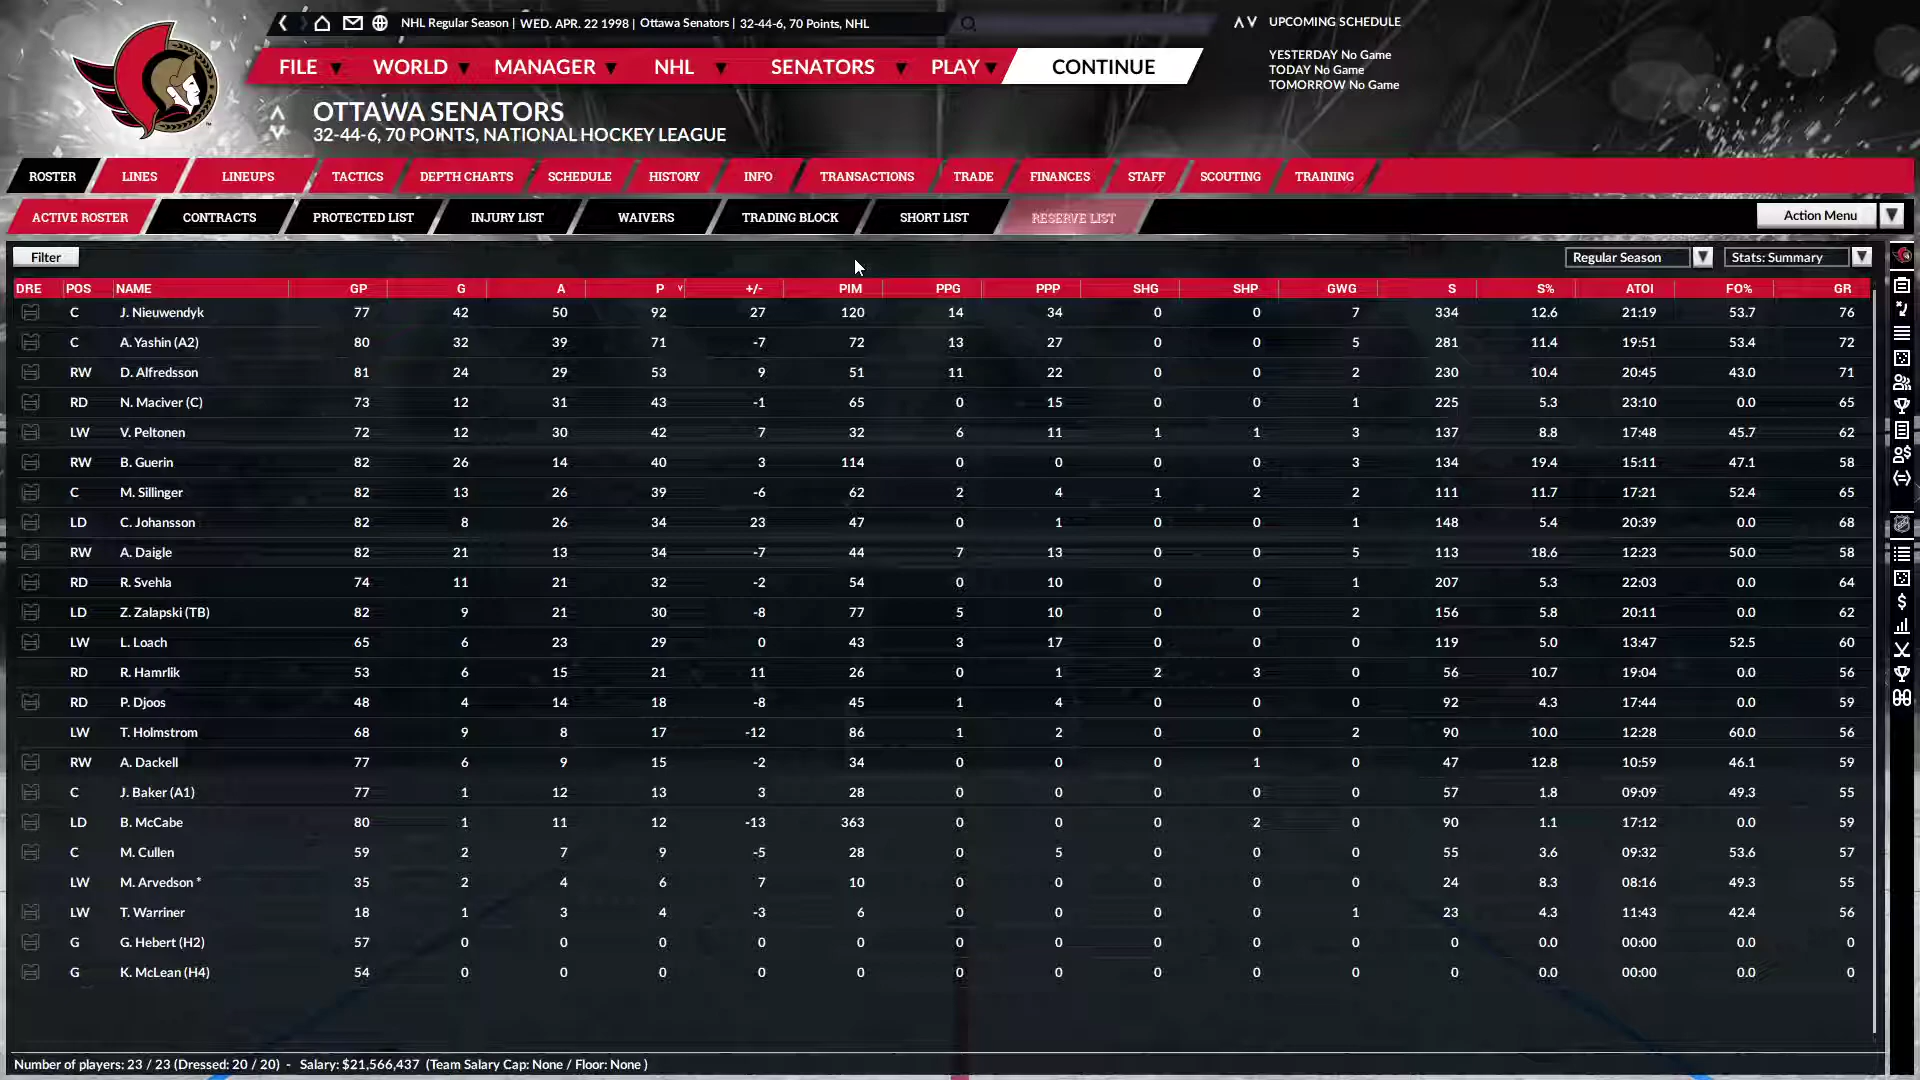 NHL Regular Season | WED. APR. 22 1998 | Ottawa Senators | 32-44-6, 70 Points, NHL
UPCOMING SCHEDULE
YESTERDAY No Game
TODAY No Game
TOMORROW No Game
FILE WORLD MANAGER NHL SENATORS PLAY CONTINUE
OTTAWA SENATORS
32-44-6, 70 POINTS, NATIONAL HOCKEY LEAGUE
ROSTER LINES LINEUPS TACTICS DEPTH CHARTS SCHEDULE HISTORY INFO TRANSACTIONS TRADE FINANCES STAFF SCOUTING TRAINING
ACTIVE ROSTER CONTRACTS PROTECTED LIST INJURY LIST WAIVERS TRADING BLOCK SHORT LIST RESERVE LIST Action Menu
Filter Regular Season Stats: Summary
DRE POS NAME GP G A P +/- PIM PPG PPP SHG SHP GWG S S% ATOI FO% GR
C J. Nieuwendyk 77 42 50 92 27 120 14 34 0 0 7 334 12.6 21:19 53.7 76
C A. Yashin (A2) 80 32 39 71 -7 72 13 27 0 0 5 281 11.4 19:51 53.4 72
RW D. Alfredsson 81 24 29 53 9 51 11 22 0 0 2 230 10.4 20:45 43.0 71
RD N. Maciver (C) 73 12 31 43 -1 65 0 15 0 0 1 225 5.3 23:10 0.0 65
LW V. Peltonen 72 12 30 42 7 32 6 11 1 1 3 137 8.8 17:48 45.7 62
RW B. Guerin 82 26 14 40 3 114 0 0 0 0 3 134 19.4 15:11 47.1 58
C M. Sillinger 82 13 26 39 -6 62 2 4 1 2 2 111 11.7 17:21 52.4 65
LD C. Johansson 82 8 26 34 23 47 0 1 0 0 1 148 5.4 20:39 0.0 68
RW A. Daigle 82 21 13 34 -7 44 7 13 0 0 5 113 18.6 12:23 50.0 58
RD R. Svehla 74 11 21 32 -2 54 0 10 0 0 1 207 5.3 22:03 0.0 64
LD Z. Zalapski (TB) 82 9 21 30 -8 77 5 10 0 0 2 156 5.8 20:11 0.0 62
LW L. Loach 65 6 23 29 0 43 3 17 0 0 0 119 5.0 13:47 52.5 60
RD R. Hamrlik 53 6 15 21 11 26 0 1 2 3 0 56 10.7 19:04 0.0 56
RD P. Djoos 48 4 14 18 -8 45 1 4 0 0 0 92 4.3 17:44 0.0 59
LW T. Holmstrom 68 9 8 17 -12 86 1 2 0 0 2 90 10.0 12:28 60.0 56
RW A. Dackell 77 6 9 15 -2 34 0 0 0 1 0 47 12.8 10:59 46.1 59
C J. Baker (A1) 77 1 12 13 3 28 0 0 0 0 0 57 1.8 09:09 49.3 55
LD B. McCabe 80 1 11 12 -13 363 0 0 0 2 0 90 1.1 17:12 0.0 59
C M. Cullen 59 2 7 9 -5 28 0 5 0 0 0 55 3.6 09:32 53.6 57
LW M. Arvedson * 35 2 4 6 7 10 0 0 0 0 0 24 8.3 08:16 49.3 55
LW T. Warriner 18 1 3 4 -3 6 0 0 0 0 1 23 4.3 11:43 42.4 56
G G. Hebert (H2) 57 0 0 0 0 0 0 0 0 0 0 0 0.0 00:00 0.0 0
G K. McLean (H4) 54 0 0 0 0 0 0 0 0 0 0 0 0.0 00:00 0.0 0
Number of players: 23 / 23 (Dressed: 20 / 20) - Salary: $21,566,437 (Team Salary Cap: None / Floor: None )